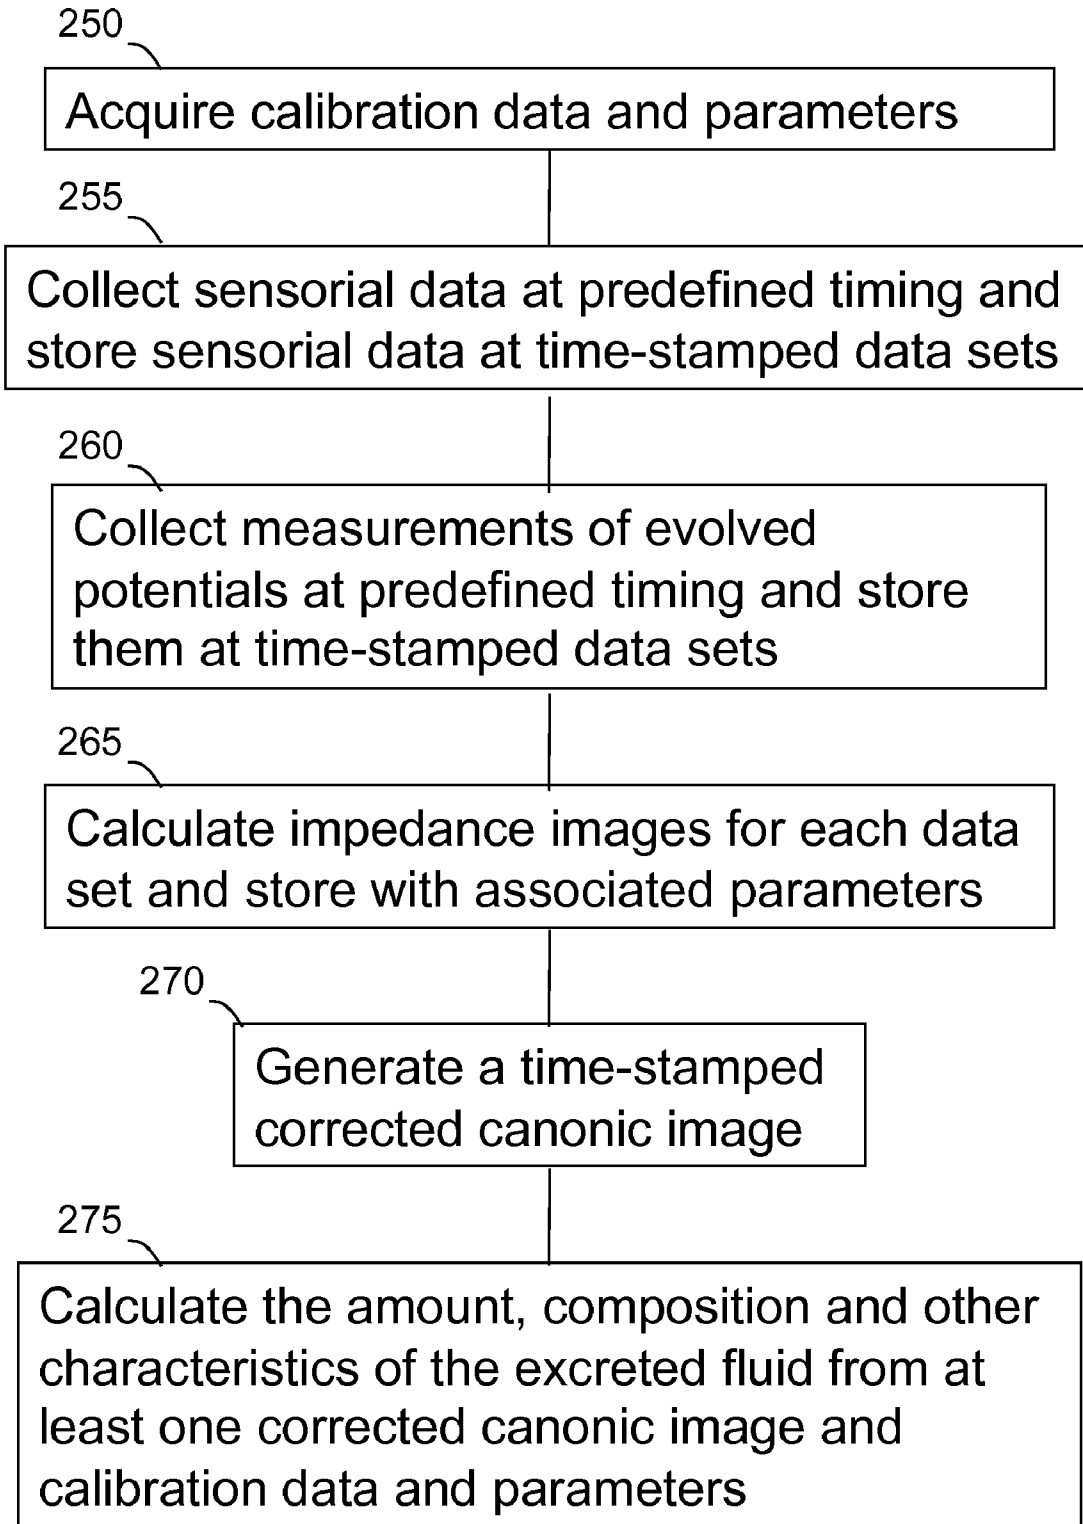 250
Acquire calibration data and parameters
255
Collect sensorial data at predefined timing and
store sensorial data at time-stamped data sets
260
Collect measurements of evolved
potentials at predefined timing and store
them at time-stamped data sets
265
Calculate impedance images for each data
set and store with associated parameters
270
Generate a time-stamped
corrected canonic image
275
Calculate the amount, composition and other
characteristics of the excreted fluid from at
least one corrected canonic image and
calibration data and parameters